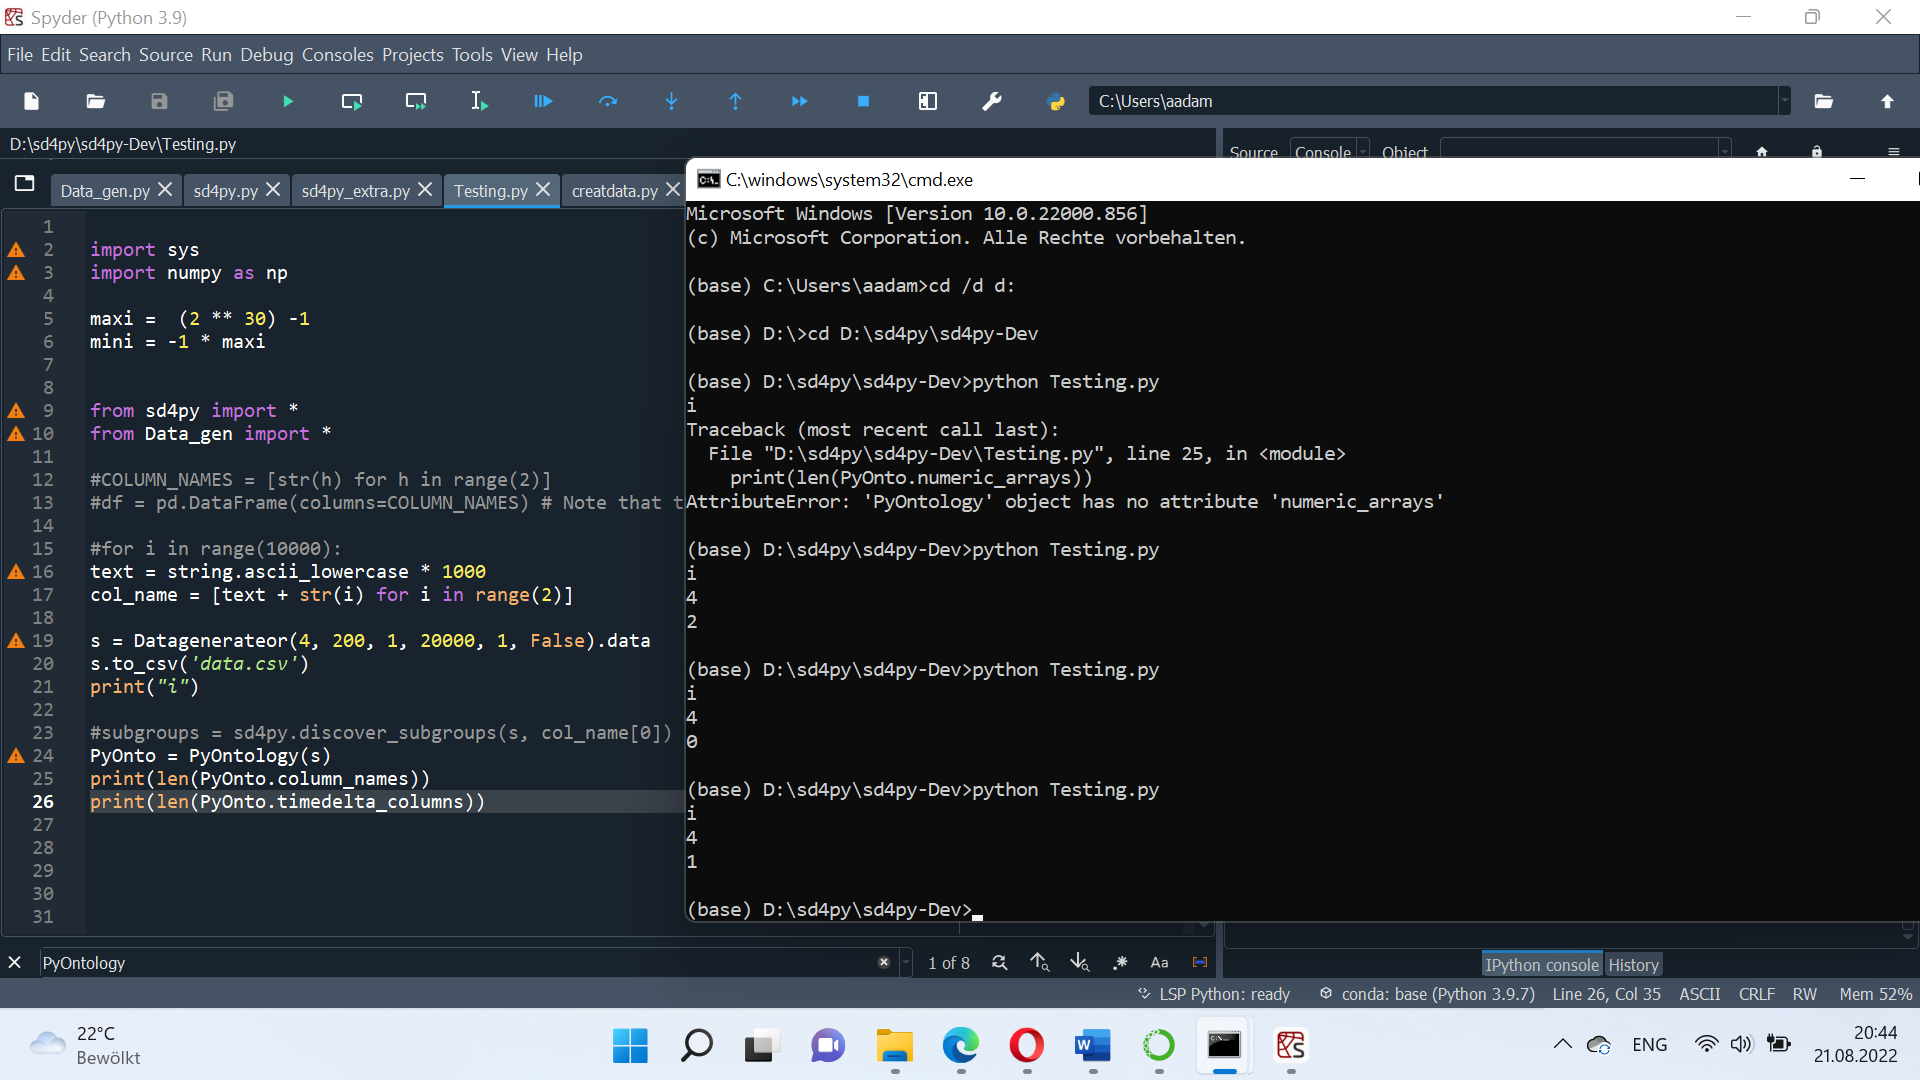 Spyder (Python 3.9)
File Edit Search Source Run Debug Consoles Projects Tools View Help
C:\Users\aadam
D:\sd4py\sd4py-Dev\Testing.py
Source Console Object
Data_gen.py sd4py.py sd4py_extra.py Testing.py creatdata.py
1
2 import sys
3 import numpy as np
4
5 maxi =  (2 ** 30) -1
6 mini = -1 * maxi
7
8
9 from sd4py import *
10 from Data_gen import *
11
12 #COLUMN_NAMES = [str(h) for h in range(2)]
13 #df = pd.DataFrame(columns=COLUMN_NAMES) # Note that t
14
15 #for i in range(10000):
16 text = string.ascii_lowercase * 1000
17 col_name = [text + str(i) for i in range(2)]
18
19 s = Datagenerateor(4, 200, 1, 20000, 1, False).data
20 s.to_csv('data.csv')
21 print("i")
22
23 #subgroups = sd4py.discover_subgroups(s, col_name[0])
24 PyOnto = PyOntology(s)
25 print(len(PyOnto.column_names))
26 print(len(PyOnto.timedelta_columns))
27
28
29
30
31
C:\windows\system32\cmd.exe
Microsoft Windows [Version 10.0.22000.856]
(c) Microsoft Corporation. Alle Rechte vorbehalten.
(base) C:\Users\aadam>cd /d d:
(base) D:\>cd D:\sd4py\sd4py-Dev
(base) D:\sd4py\sd4py-Dev>python Testing.py
i
Traceback (most recent call last):
  File "D:\sd4py\sd4py-Dev\Testing.py", line 25, in <module>
    print(len(PyOnto.numeric_arrays))
AttributeError: 'PyOntology' object has no attribute 'numeric_arrays'
(base) D:\sd4py\sd4py-Dev>python Testing.py
i
4
2
(base) D:\sd4py\sd4py-Dev>python Testing.py
i
4
0
(base) D:\sd4py\sd4py-Dev>python Testing.py
i
4
1
(base) D:\sd4py\sd4py-Dev>
PyOntology 1 of 8 Aa
IPython console History
LSP Python: ready conda: base (Python 3.9.7) Line 26, Col 35 ASCII CRLF RW Mem 52%
22°C
Bewölkt
ENG
20:44
21.08.2022